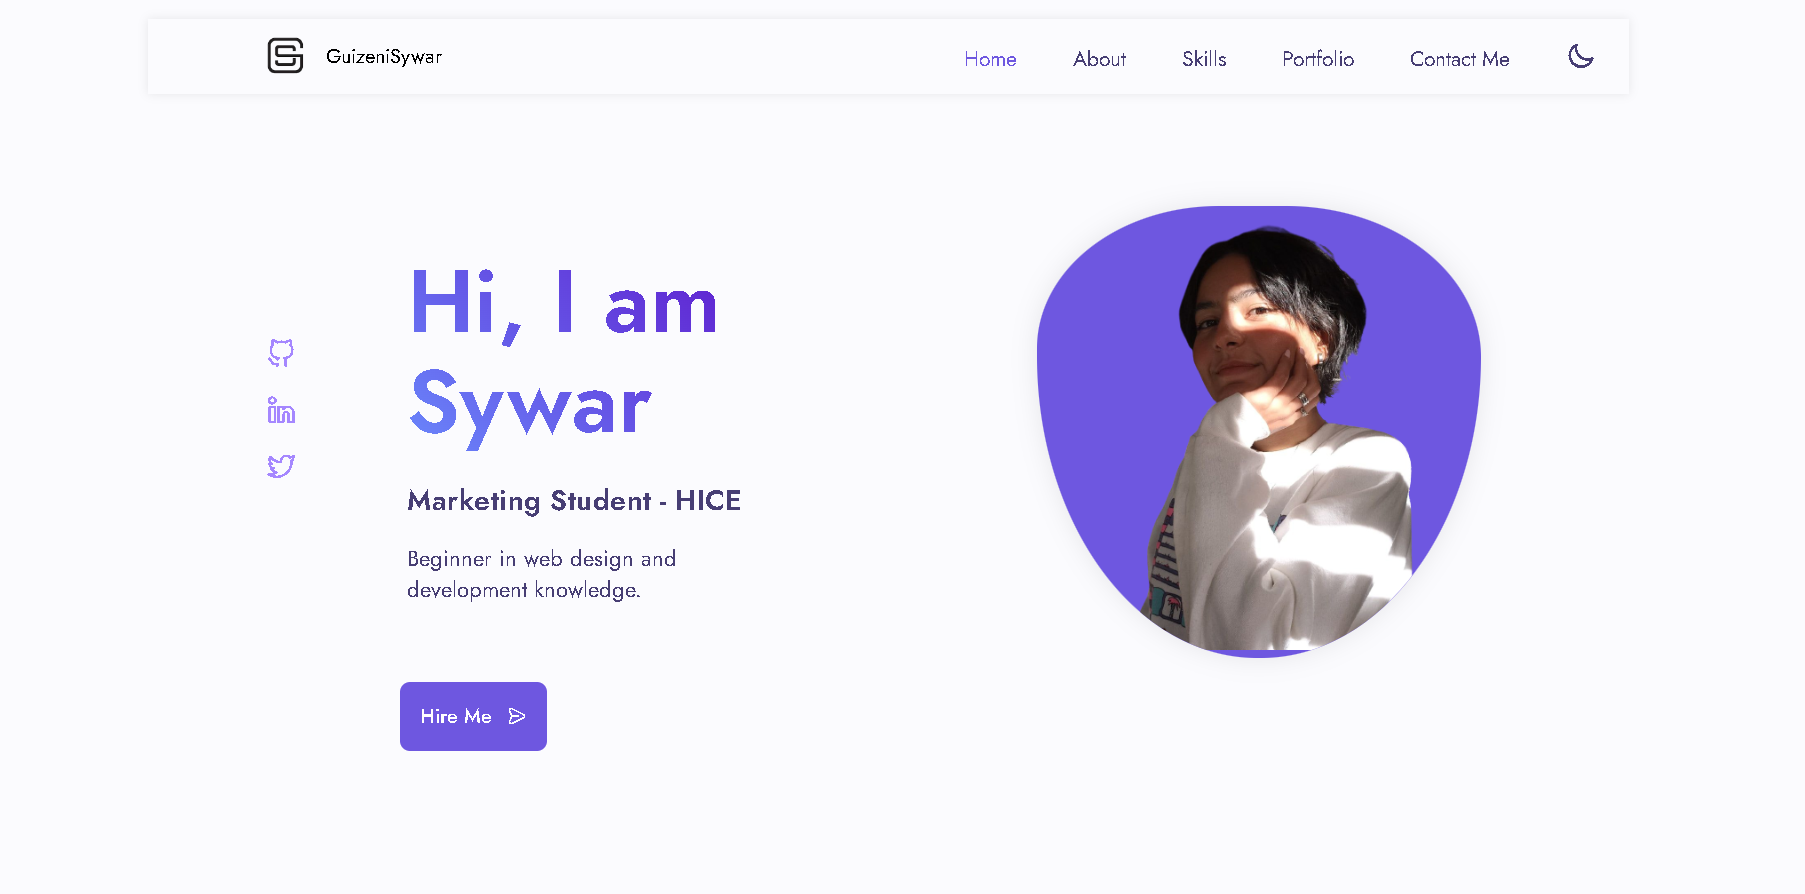 GuizeniSywar
Home About Skills Portfolio Contact Me
Hi, I am
Sywar
Marketing Student - HICE
Beginner in web design and
development knowledge.
Hire Me